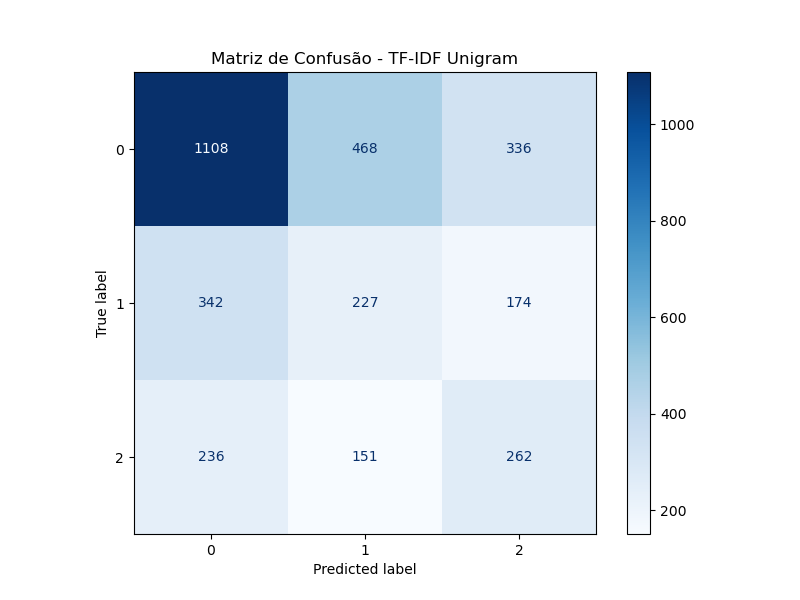 Matriz de Confusão - TF-IDF Unigram
0 1108 468 336
1 342 227 174
2 236 151 262
0 1 2
True label
Predicted label
1000
800
600
400
200